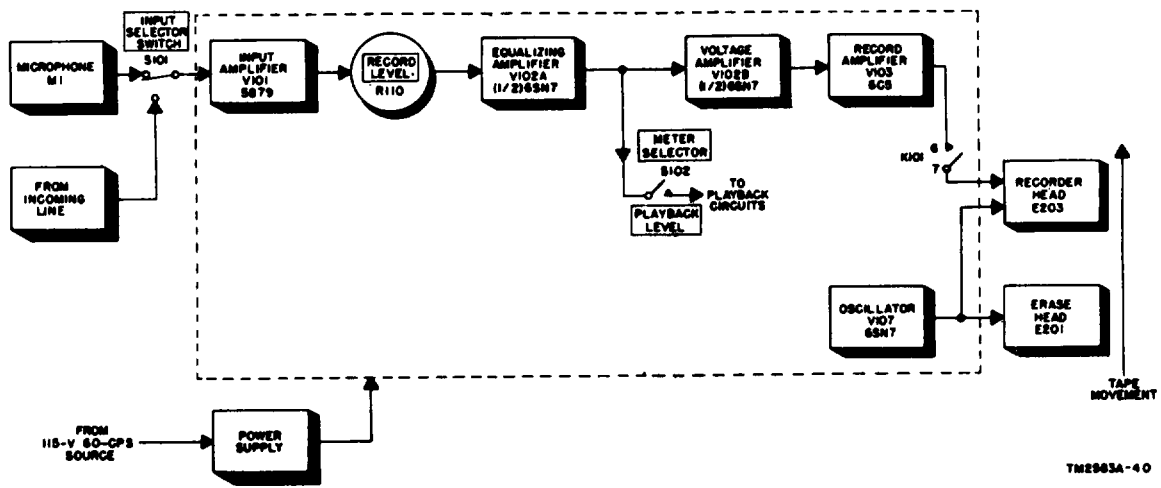 INPUT
SELECTOR
SWITCH
S101
MICROPHONE
M1
INPUT
AMPLIFIER
V101
5879
RECORD
LEVEL
R110
EQUALIZING
AMPLIFIER
V102A
(1/2)6SN7
VOLTAGE
AMPLIFIER
V102B
(1/2)6SN7
RECORD
AMPLIFIER
V103
6C5
FROM
INCOMING
LINE
METER
SELECTOR
S102
TO
PLAYBACK
CIRCUITS
PLAYBACK
LEVEL
K101
6
7
RECORDER
HEAD
E203
OSCILLATOR
V107
6SN7
ERASE
HEAD
E201
TAPE
MOVEMENT
FROM
115-V 60-CPS
SOURCE
POWER
SUPPLY
TM2963A-40